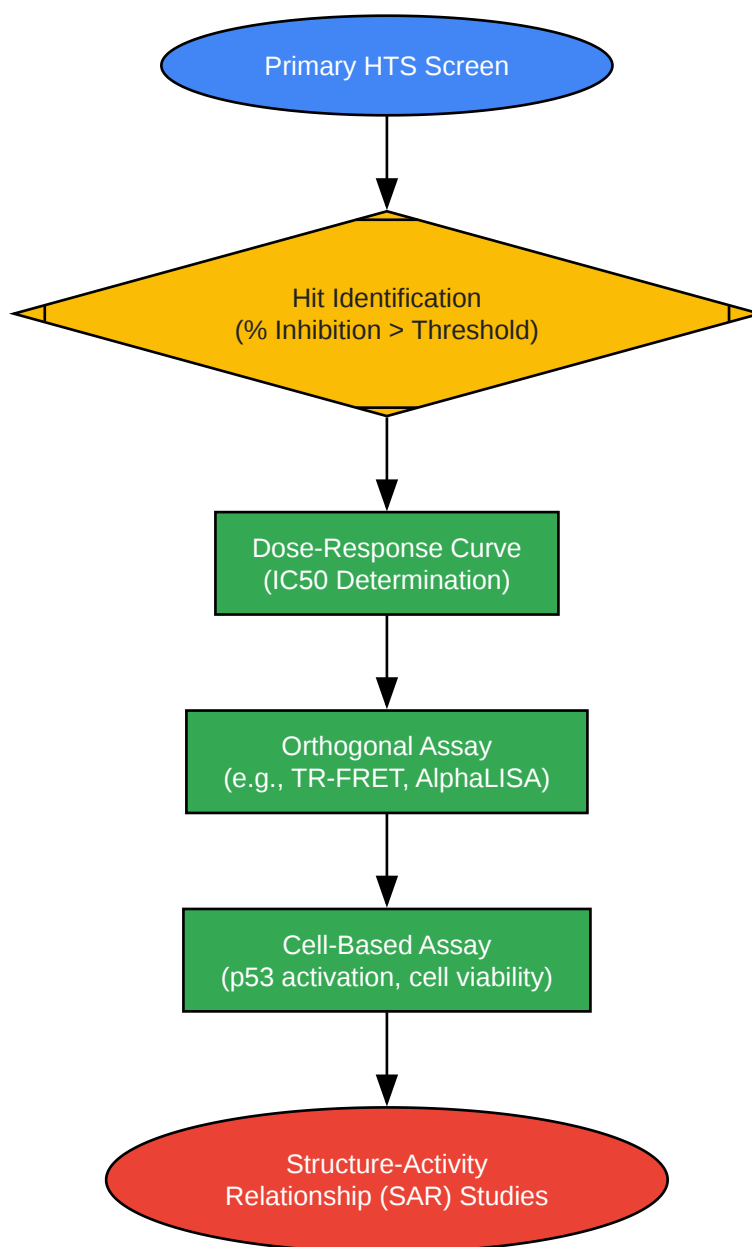 Primary HTS Screen
Hit Identification
(% Inhibition > Threshold)
Dose-Response Curve
(IC50 Determination)
Orthogonal Assay
(e.g., TR-FRET, AlphaLISA)
Cell-Based Assay
(p53 activation, cell viability)
Structure-Activity
Relationship (SAR) Studies